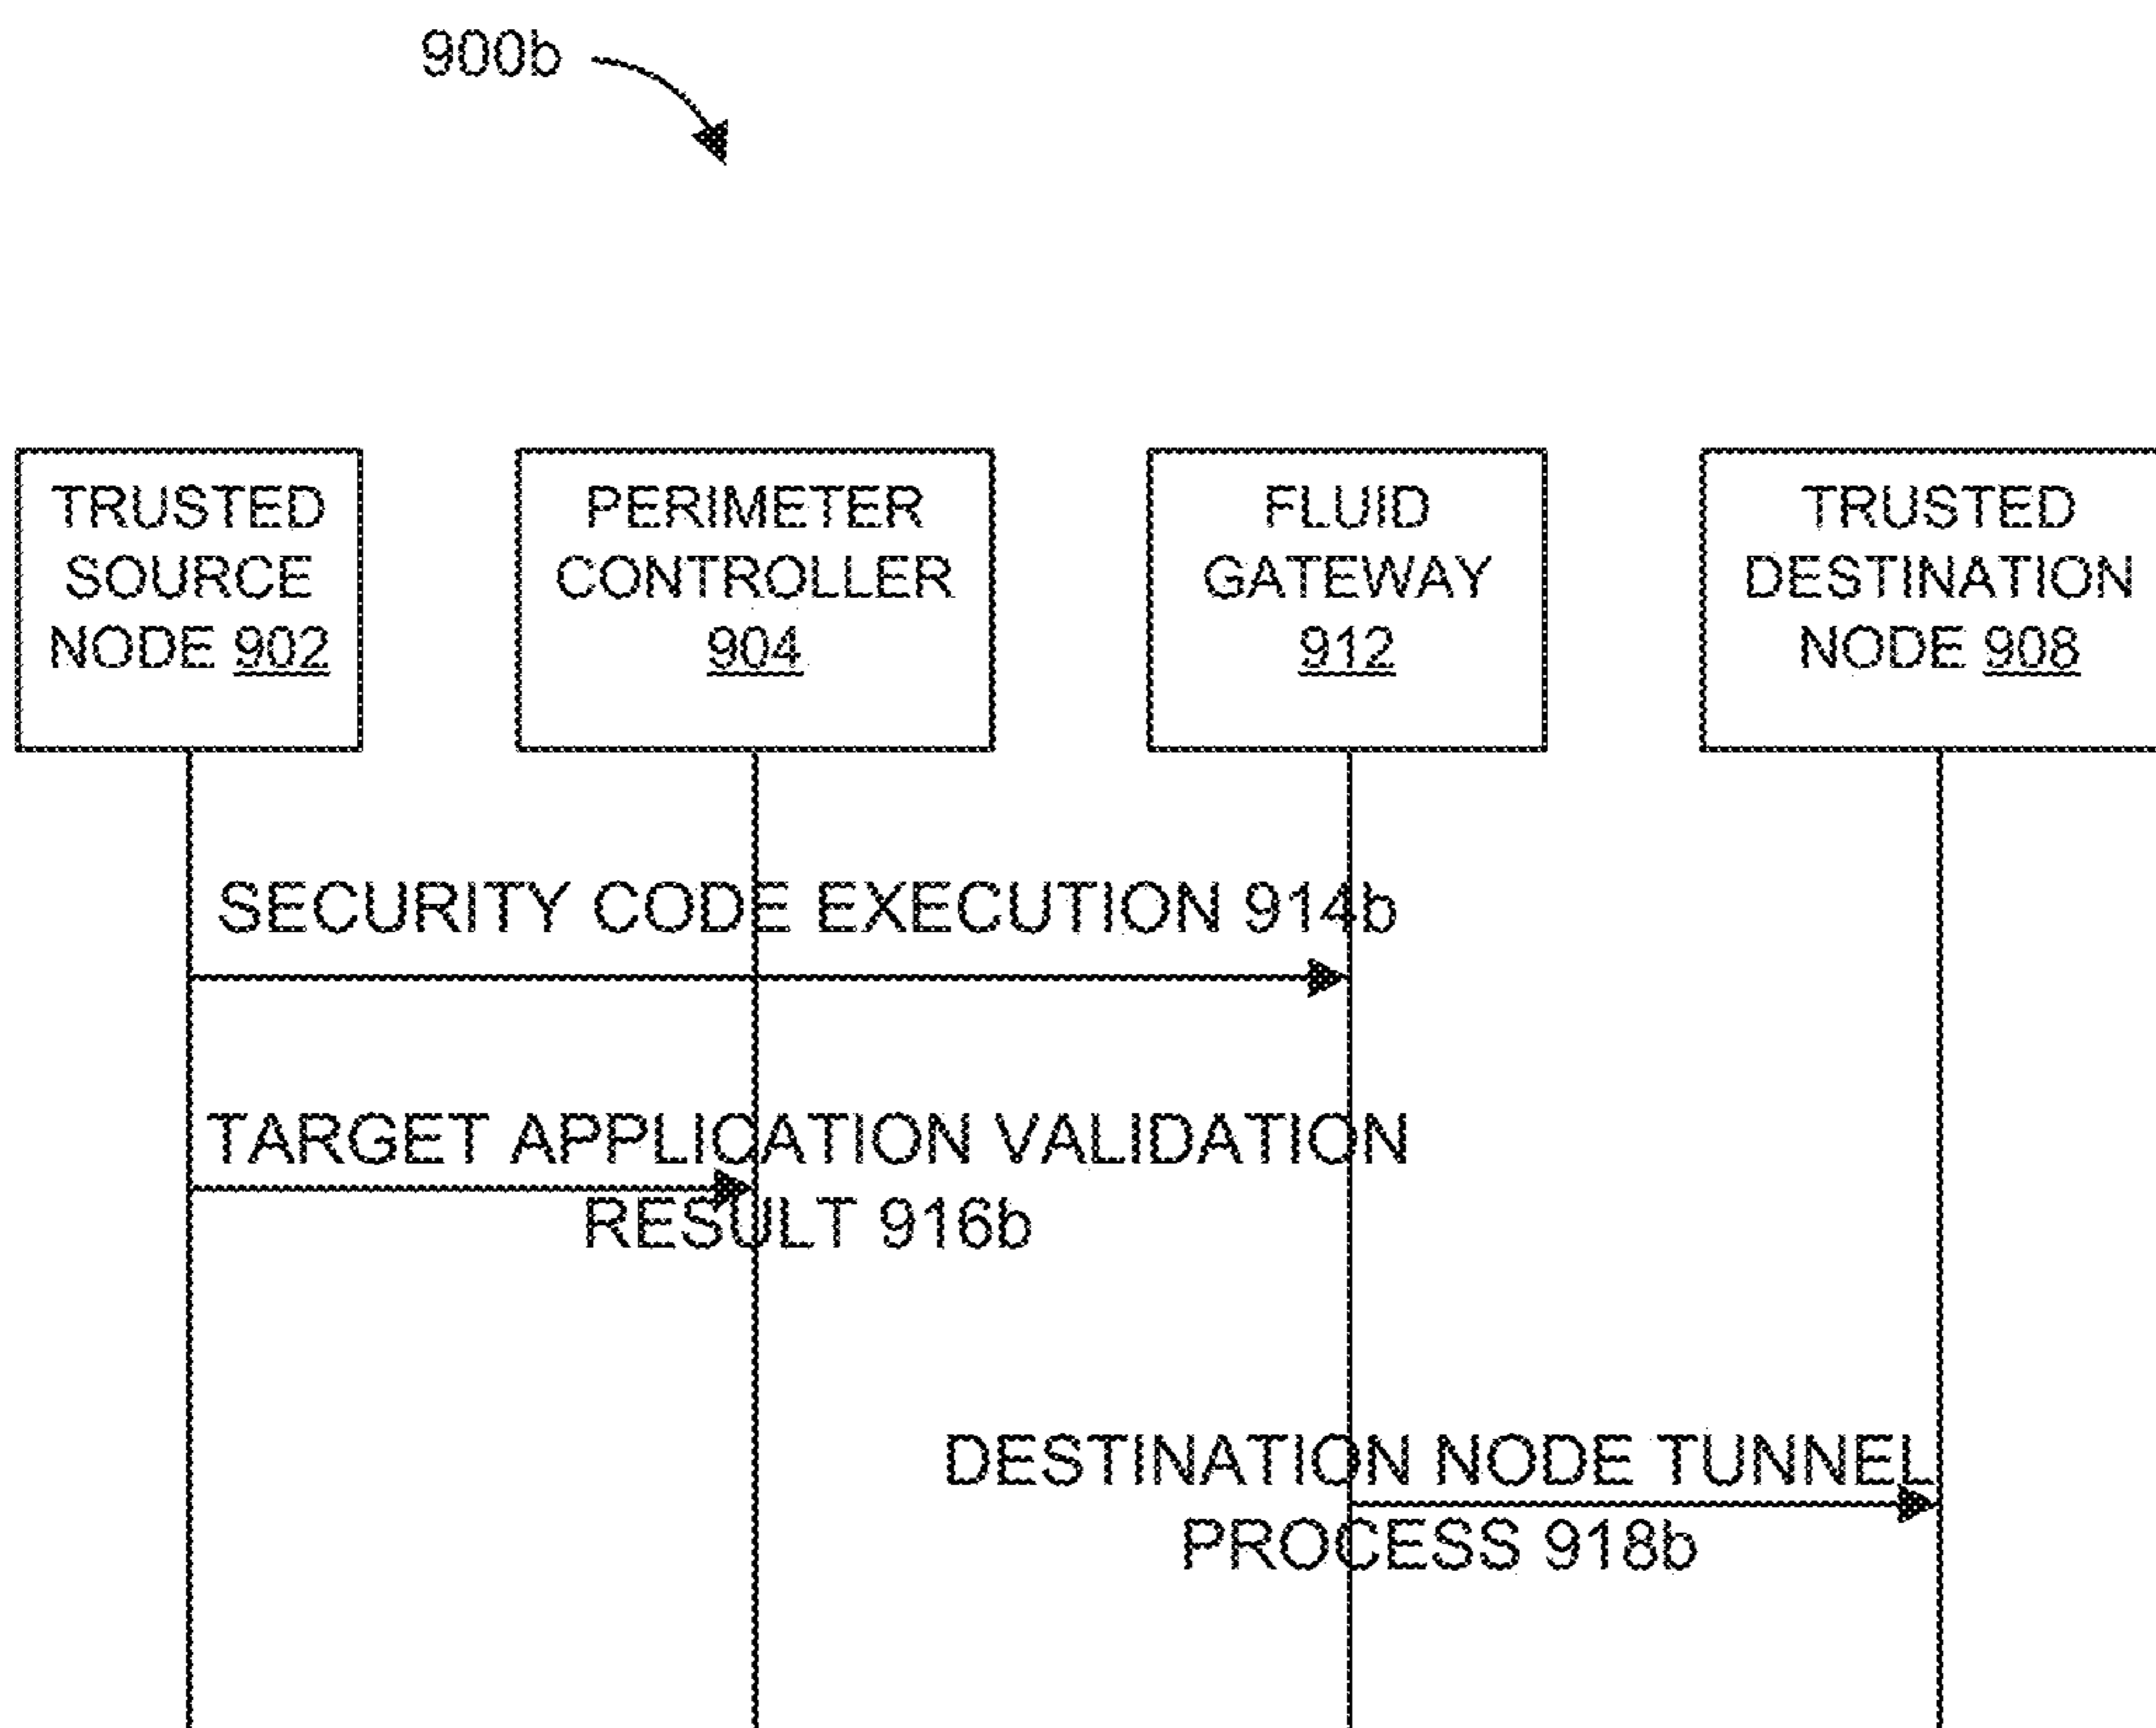 900b
TRUSTED
SOURCE
NODE 902
PERIMETER
CONTROLLER
904
FLUID
GATEWAY
912
TRUSTED
DESTINATION
NODE 908
SECURITY CODE EXECUTION 914b
TARGET APPLICATION VALIDATION
RESULT 916b
DESTINATION NODE TUNNEL
PROCESS 918b